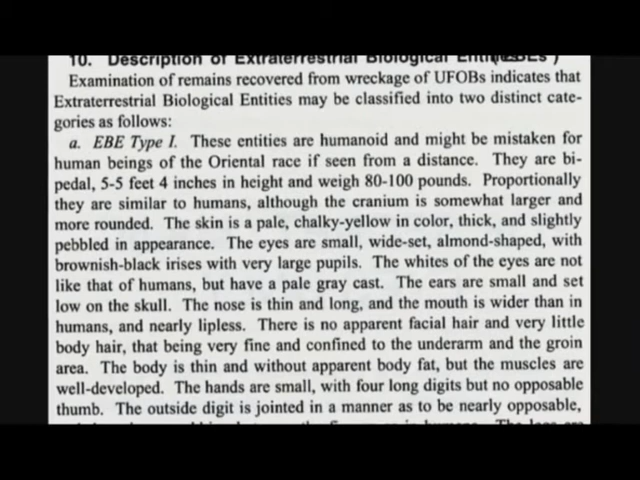 10. Description of Extraterrestrial Biological Entities (EBEs)
Examination of remains recovered from wreckage of UFOBs indicates that
Extraterrestrial Biological Entities may be classified into two distinct cate-
gories as follows:
a. EBE Type I. These entities are humanoid and might be mistaken for
human beings of the Oriental race if seen from a distance. They are bi-
pedal, 5-5 feet 4 inches in height and weigh 80-100 pounds. Proportionally
they are similar to humans, although the cranium is somewhat larger and
more rounded. The skin is a pale, chalky-yellow in color, thick, and slightly
pebbled in appearance. The eyes are small, wide-set, almond-shaped, with
brownish-black irises with very large pupils. The whites of the eyes are not
like that of humans, but have a pale gray cast. The ears are small and set
low on the skull. The nose is thin and long, and the mouth is wider than in
humans, and nearly lipless. There is no apparent facial hair and very little
body hair, that being very fine and confined to the underarm and the groin
area. The body is thin and without apparent body fat, but the muscles are
well-developed. The hands are small, with four long digits but no opposable
thumb. The outside digit is jointed in a manner as to be nearly opposable,